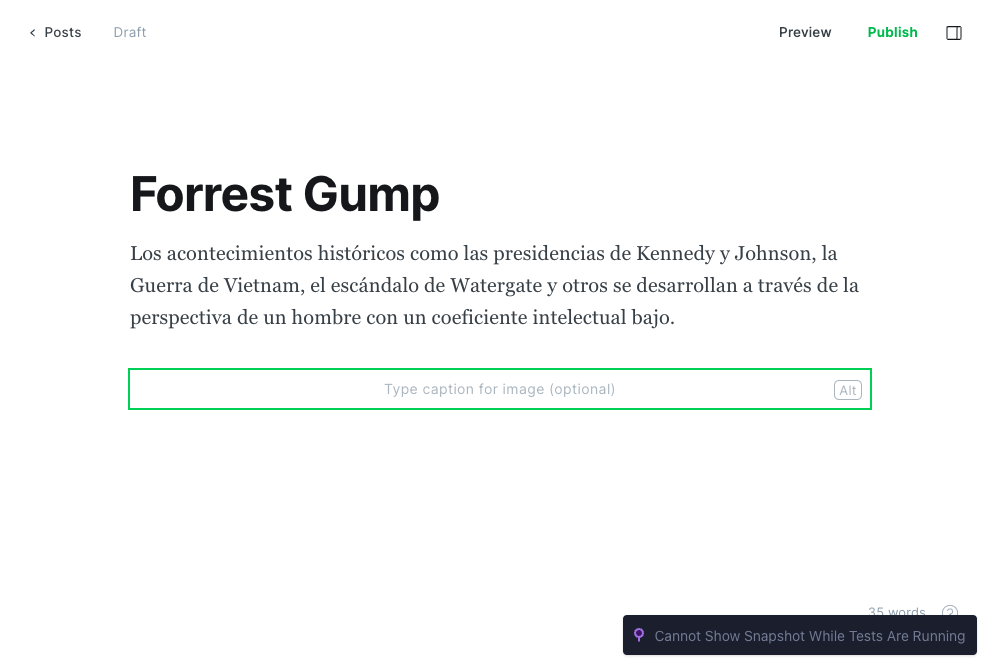 Posts
Draft
Preview
Publish
Forrest Gump
Los acontecimientos históricos como las presidencias de Kennedy y Johnson, la
Guerra de Vietnam, el escándalo de Watergate y otros se desarrollan a través de la
perspectiva de un hombre con un coeficiente intelectual bajo.
Type caption for image (optional)
Alt
35 words
?
Cannot Show Snapshot While Tests Are Running